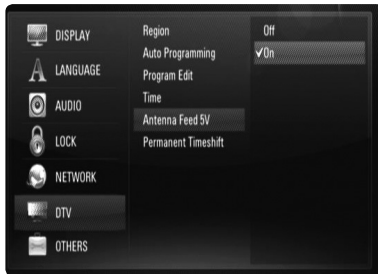 DISPLAY
LANGUAGE
AUDIO
LOCK
NETWORK
DTV
OTHERS
Region
Auto Programming
Program Edit
Time
Antenna Feed 5V
Permanent Timeshift
Off
✓On